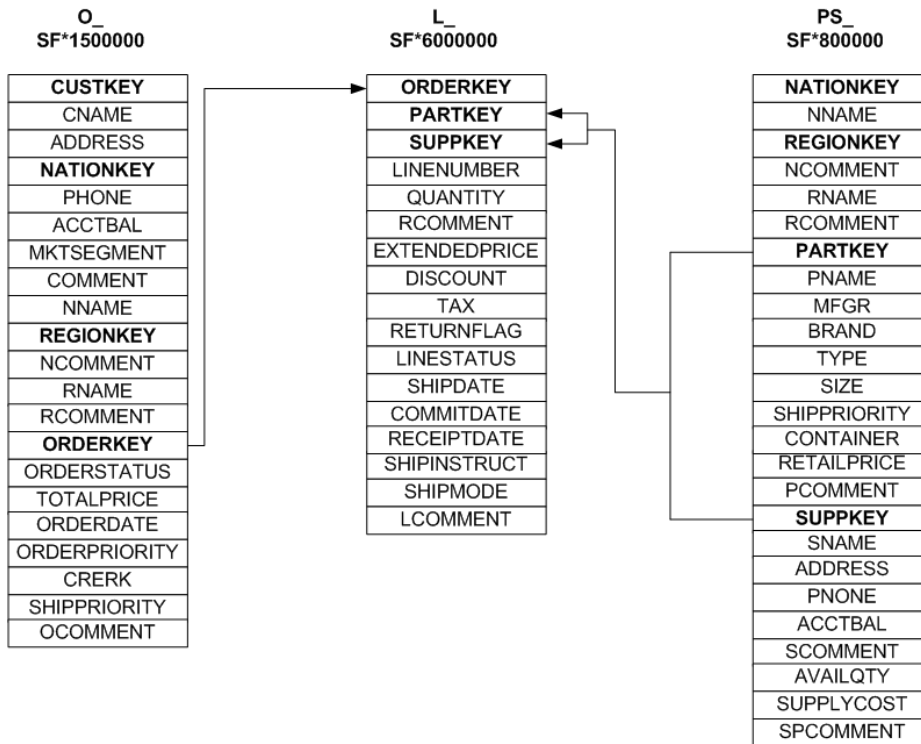 O_
SF*1500000
CUSTKEY
CNAME
ADDRESS
NATIONKEY
PHONE
ACCTBAL
MKTSEGMENT
COMMENT
NNAME
REGIONKEY
NCOMMENT
RNAME
RCOMMENT
ORDERKEY
ORDERSTATUS
TOTALPRICE
ORDERDATE
ORDERPRIORITY
CRERK
SHIPPRIORITY
OCOMMENT
L_
SF*6000000
ORDERKEY
PARTKEY
SUPPKEY
LINENUMBER
QUANTITY
RCOMMENT
EXTENDEDPRICE
DISCOUNT
TAX
RETURNFLAG
LINESTATUS
SHIPDATE
COMMITDATE
RECEIPTDATE
SHIPINSTRUCT
SHIPMODE
LCOMMENT
PS_
SF*800000
NATIONKEY
NNAME
REGIONKEY
NCOMMENT
RNAME
RCOMMENT
PARTKEY
PNAME
MFGR
BRAND
TYPE
SIZE
SHIPPRIORITY
CONTAINER
RETAILPRICE
PCOMMENT
SUPPKEY
SNAME
ADDRESS
PNONE
ACCTBAL
SCOMMENT
AVAILQTY
SUPPLYCOST
SPCOMMENT